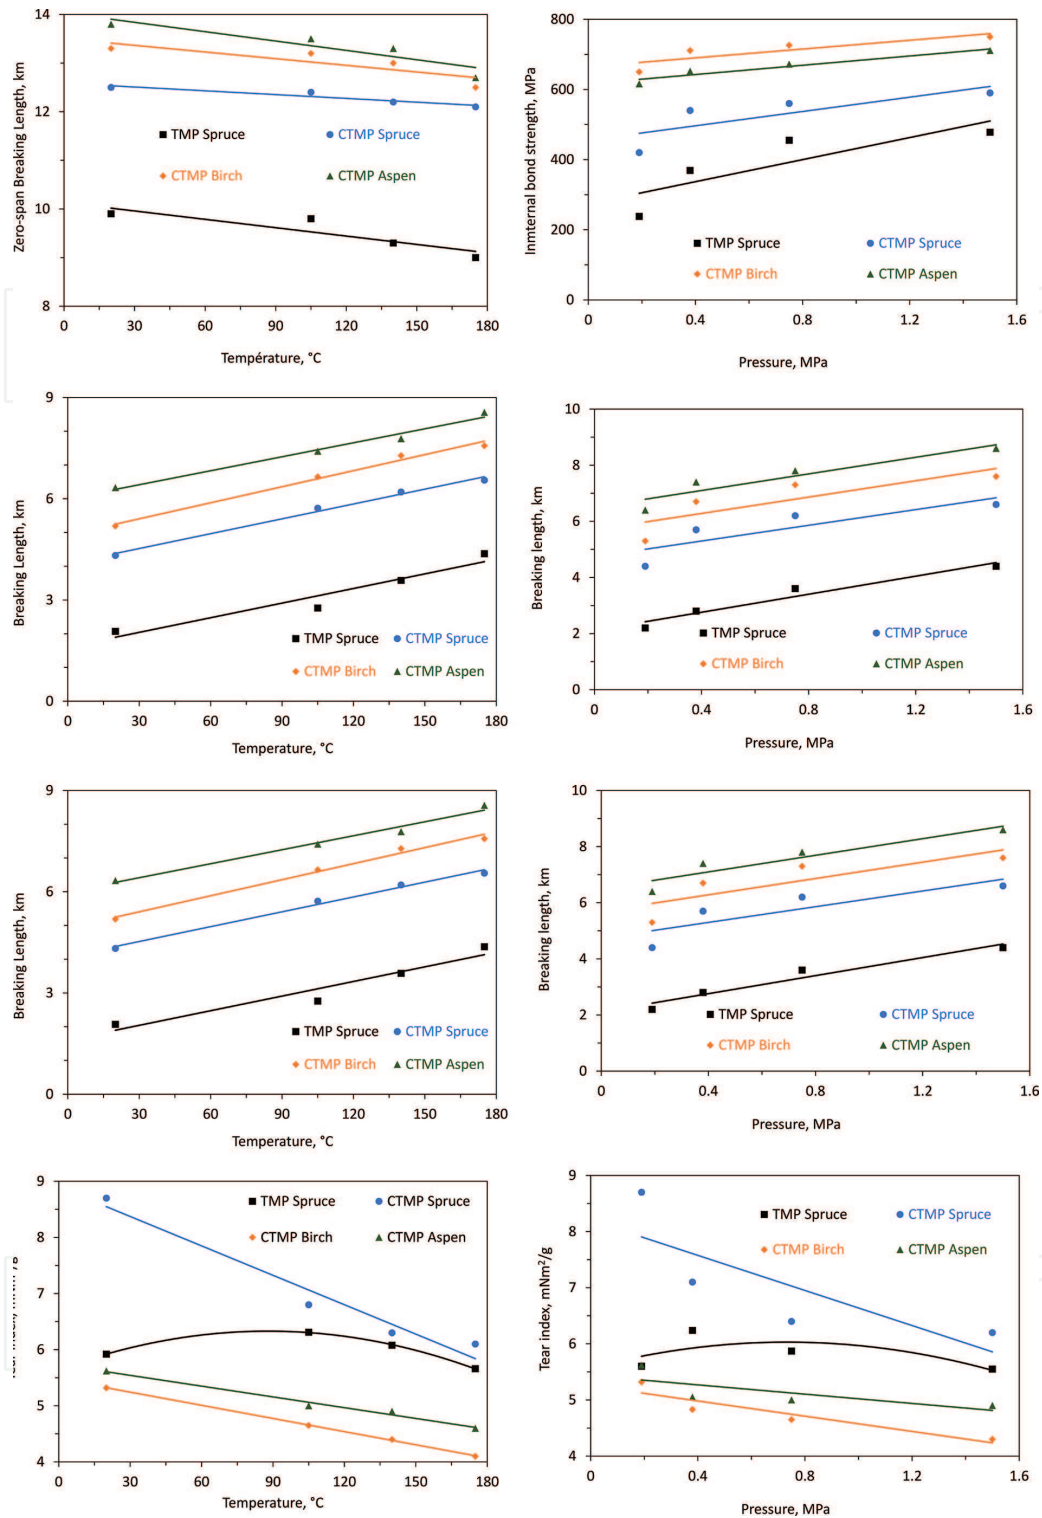 14
12
10
8
Zero-span Breaking Length, km
TMP Spruce
CTMP Spruce
CTMP Birch
CTMP Aspen
0 30 60 90 120 150 180
Température, °C
800
600
400
200
0
Inmternal bond strength, MPa
TMP Spruce
CTMP Spruce
CTMP Birch
CTMP Aspen
0 0.4 0.8 1.2 1.6
Pressure, MPa
9
6
3
0
Breaking Length, km
TMP Spruce
CTMP Spruce
CTMP Birch
CTMP Aspen
0 30 60 90 120 150 180
Temperature, °C
10
8
6
4
2
0
Breaking length, km
TMP Spruce
CTMP Spruce
CTMP Birch
CTMP Aspen
0 0.4 0.8 1.2 1.6
Pressure, MPa
9
6
3
0
Breaking Length, km
TMP Spruce
CTMP Spruce
CTMP Birch
CTMP Aspen
0 30 60 90 120 150 180
Temperature, °C
10
8
6
4
2
0
Breaking length, km
TMP Spruce
CTMP Spruce
CTMP Birch
CTMP Aspen
0 0.4 0.8 1.2 1.6
Pressure, MPa
9
8
7
6
5
4
TMP Spruce
CTMP Spruce
CTMP Birch
CTMP Aspen
0 30 60 90 120 150 180
Temperature, °C
9
8
7
6
5
4
Tear index, mNm²/g
TMP Spruce
CTMP Spruce
CTMP Birch
CTMP Aspen
0 0.4 0.8 1.2 1.6
Pressure, MPa